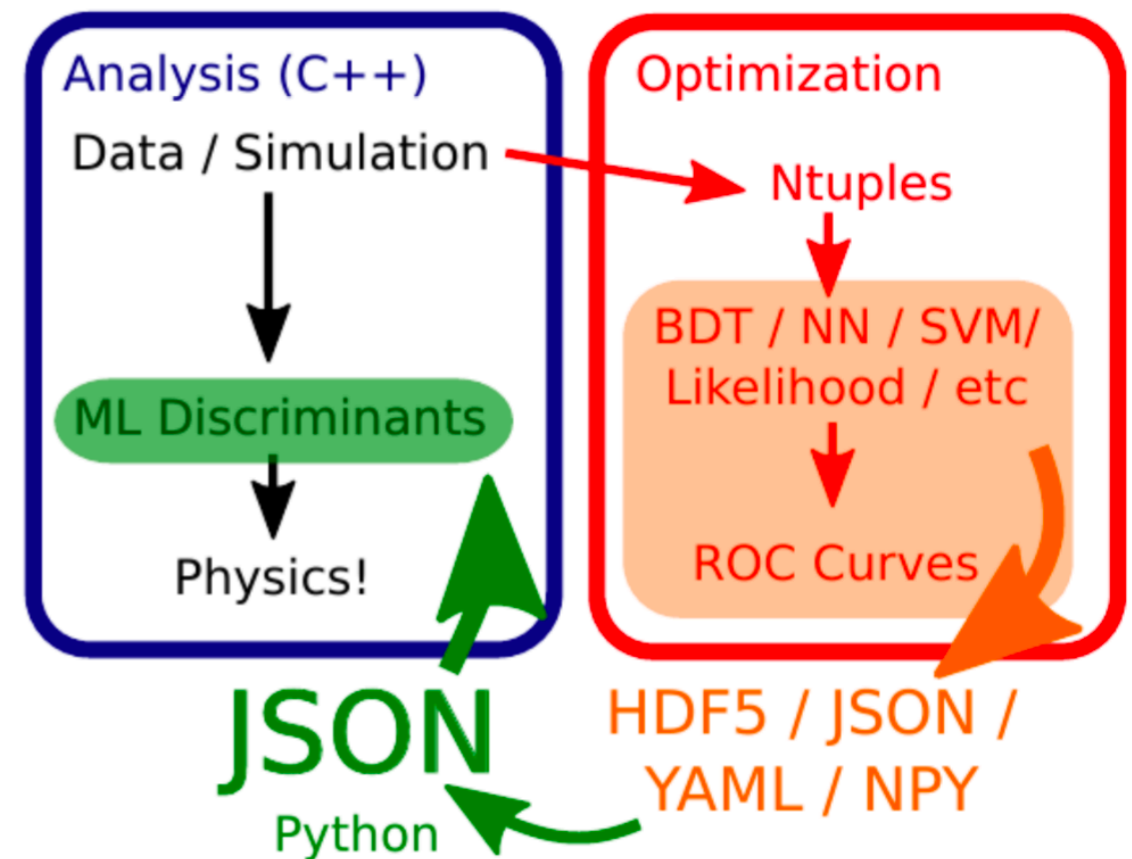 Analysis (C++)
Data / Simulation
ML Discriminants
Physics!
Optimization
Ntuples
BDT / NN / SVM/
Likelihood / etc
ROC Curves
HDF5 / JSON /
YAML / NPY
JSON
Python